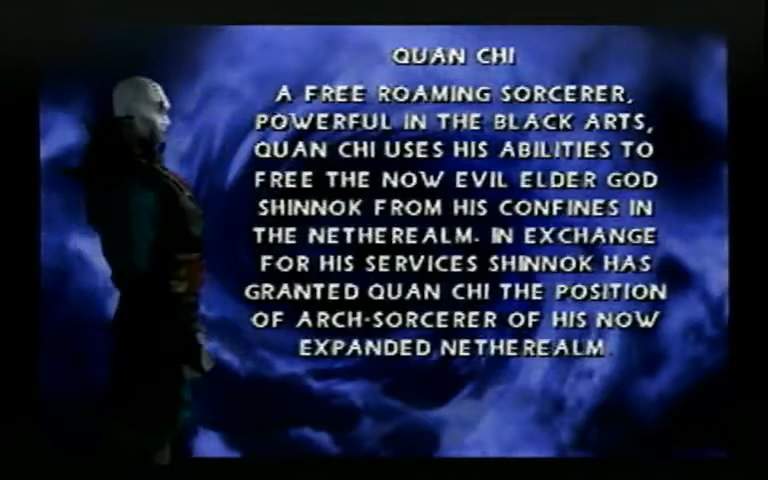 QUAN CHI
A FREE ROAMING SORCERER,
POWERFUL IN THE BLACK ARTS,
QUAN CHI USES HIS ABILITIES TO
FREE THE NOW EVIL ELDER GOD
SHINNOK FROM HIS CONFINES IN
THE NETHEREALM. IN EXCHANGE
FOR HIS SERVICES SHINNOK HAS
GRANTED QUAN CHI THE POSITION
OF ARCH-SORCERER OF HIS NOW
EXPANDED NETHEREALM